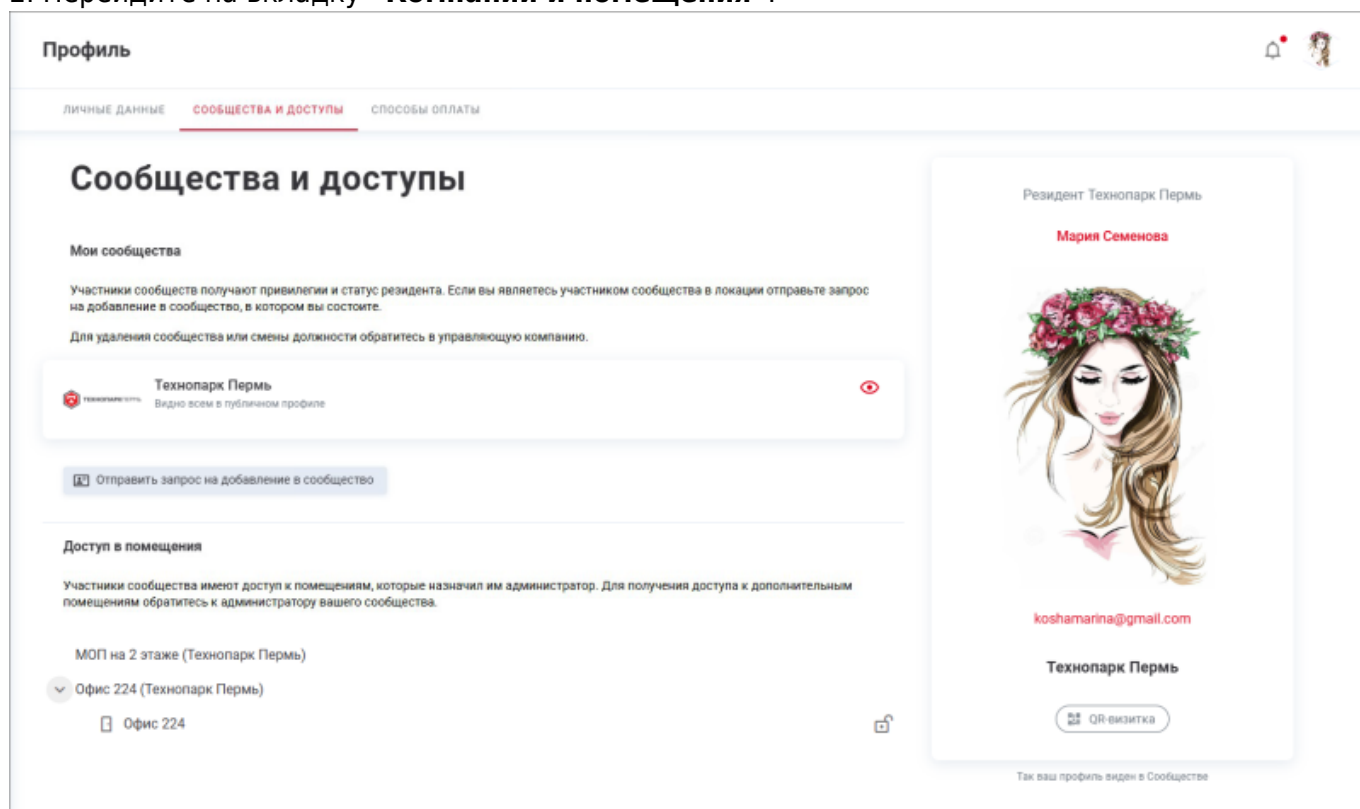 2. Перейдите на вкладку "Компании и помещения".
Профиль
ЛИЧНЫЕ ДАННЫЕ СООБЩЕСТВА И ДОСТУПЫ СПОСОБЫ ОПЛАТЫ
Сообщества и доступы
Мои сообщества
Участники сообществ получают привилегии и статус резидента. Если вы являетесь участником сообщества в локации отправьте запрос
на добавление в сообщество, в котором вы состоите.
Для удаления сообщества или смены должности обратитесь в управляющую компанию.
ТЕХНОПАРК ПЕРМЬ
Технопарк Пермь
Видно всем в публичном профиле
Отправить запрос на добавление в сообщество
Доступ в помещения
Участники сообщества имеют доступ к помещениям, которые назначил им администратор. Для получения доступа к дополнительным
помещениям обратитесь к администратору вашего сообщества.
МОП на 2 этаже (Технопарк Пермь)
Офис 224 (Технопарк Пермь)
Офис 224
Резидент Технопарк Пермь
Мария Семенова
koshamarina@gmail.com
Технопарк Пермь
QR-визитка
Так ваш профиль виден в Сообществе